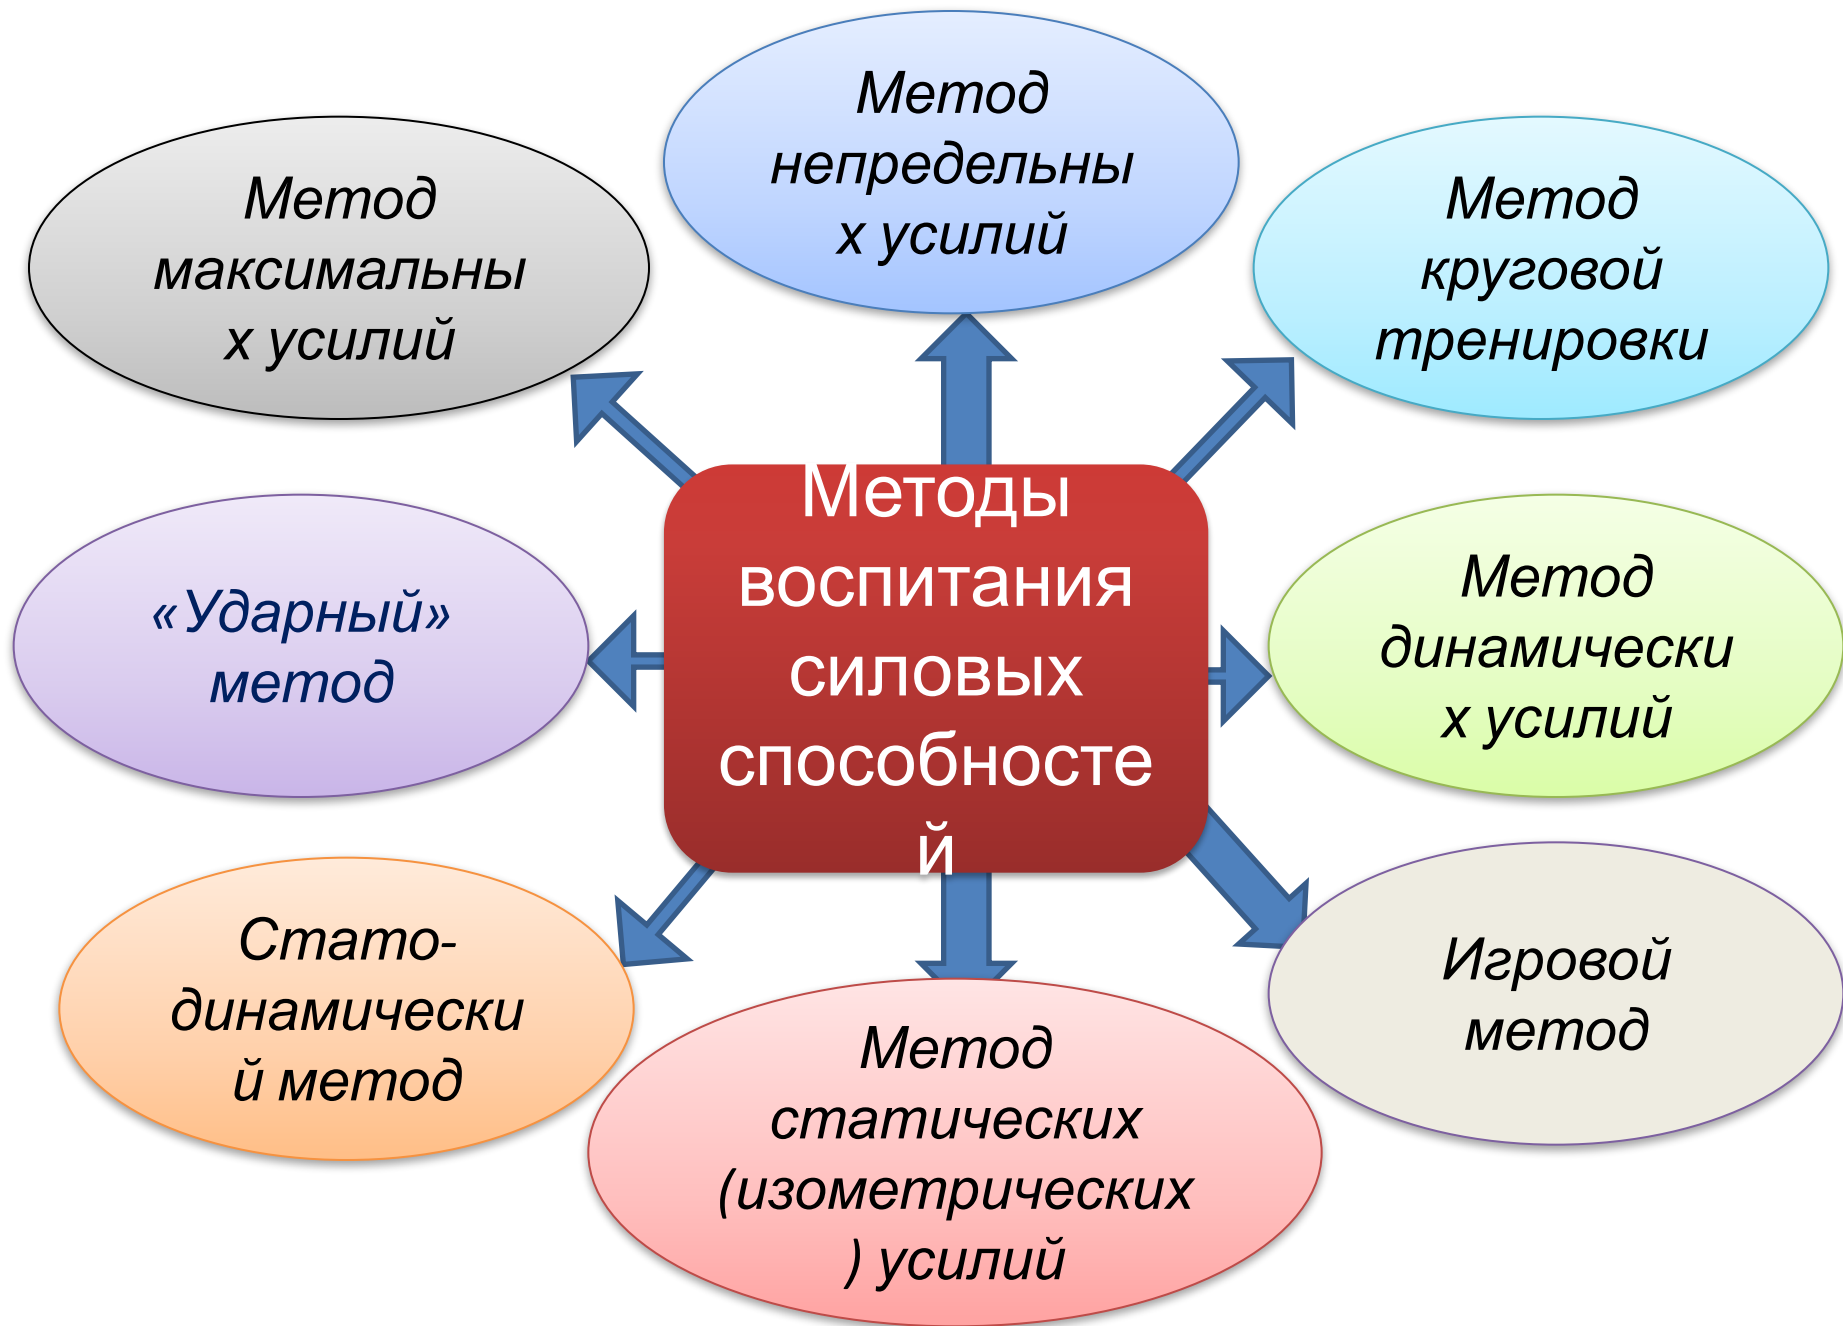 Метод
непредельны
х усилий
Метод
максимальны
х усилий
Метод
круговой
тренировки
Методы
воспитания
силовых
способносте
й
«Ударный»
метод
Метод
динамически
х усилий
Стато-
динамически
й метод
Игровой
метод
Метод
статических
(изометрических
) усилий